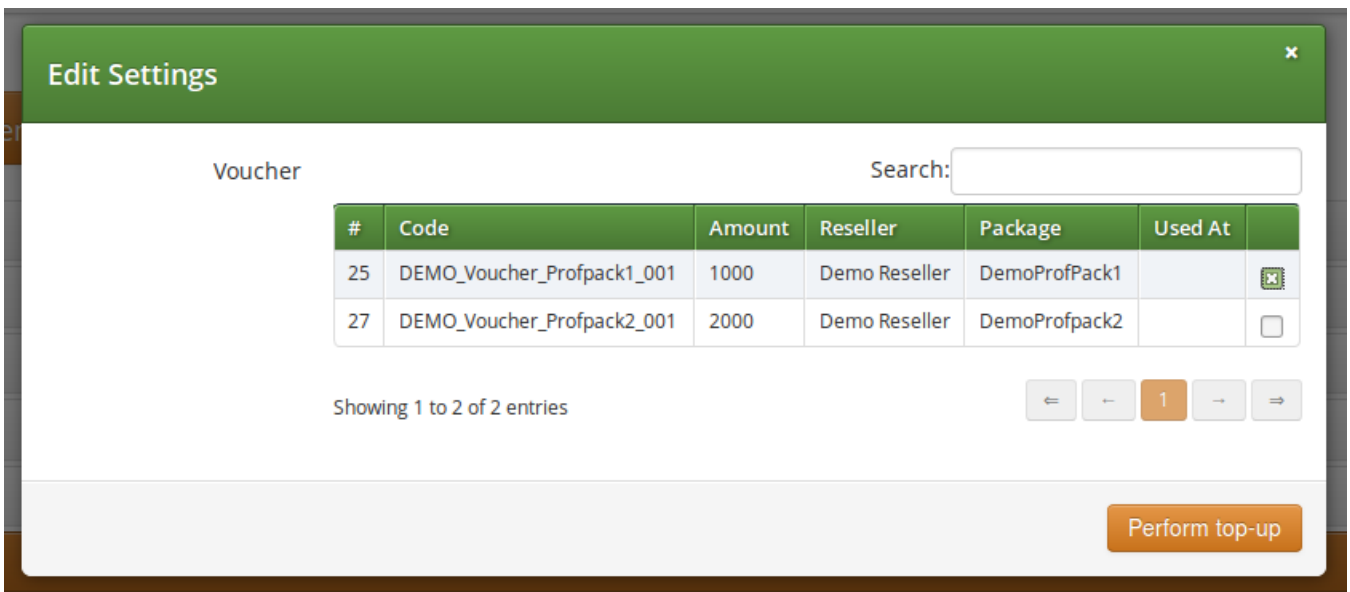 Edit Settings
×
Voucher
Search:
# Code Amount Reseller Package Used At
25 DEMO_Voucher_Profpack1_001 1000 Demo Reseller DemoProfPack1
27 DEMO_Voucher_Profpack2_001 2000 Demo Reseller DemoProfpack2
Showing 1 to 2 of 2 entries
⇐ ← 1 → ⇒
Perform top-up